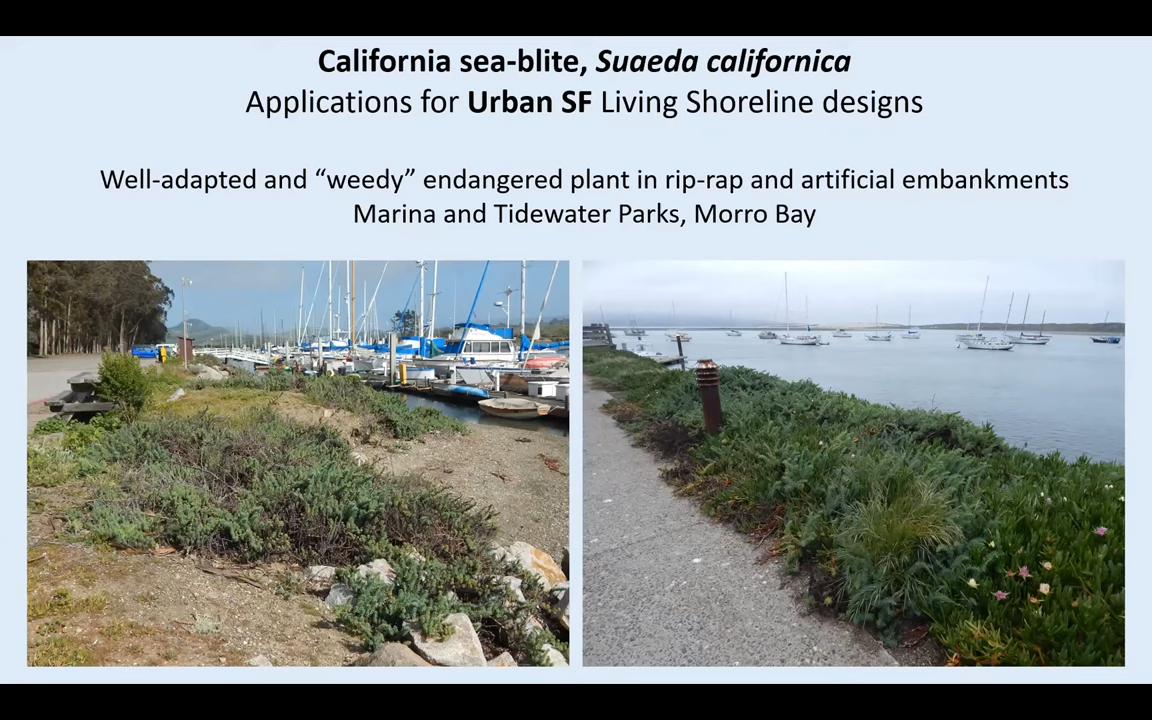 California sea-blite, Suaeda californica
Applications for Urban SF Living Shoreline designs
Well-adapted and “weedy” endangered plant in rip-rap and artificial embankments
Marina and Tidewater Parks, Morro Bay